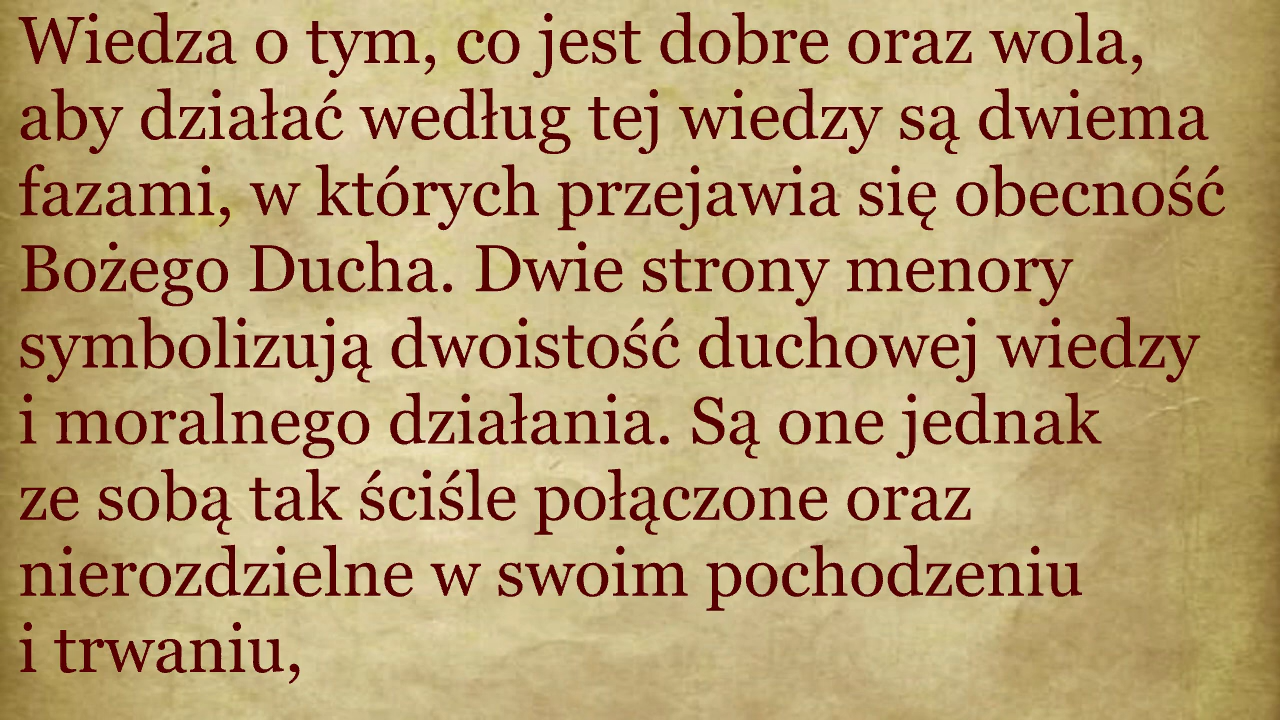 Wiedza o tym, co jest dobre oraz wola,
aby działać według tej wiedzy są dwiema
fazami, w których przejawia się obecność
Bożego Ducha. Dwie strony menory
symbolizują dwoistość duchowej wiedzy
i moralnego działania. Są one jednak
ze sobą tak ściśle połączone oraz
nierozdzielne w swoim pochodzeniu
i trwaniu,